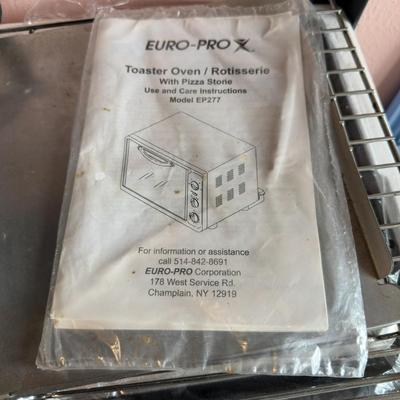 EURO-PRO X
Toaster Oven / Rotisserie
With Pizza Stone
Use and Care Instructions
Model EP277
For information or assistance
call 514-842-8691
EURO-PRO Corporation
178 West Service Rd.
Champlain, NY 12919